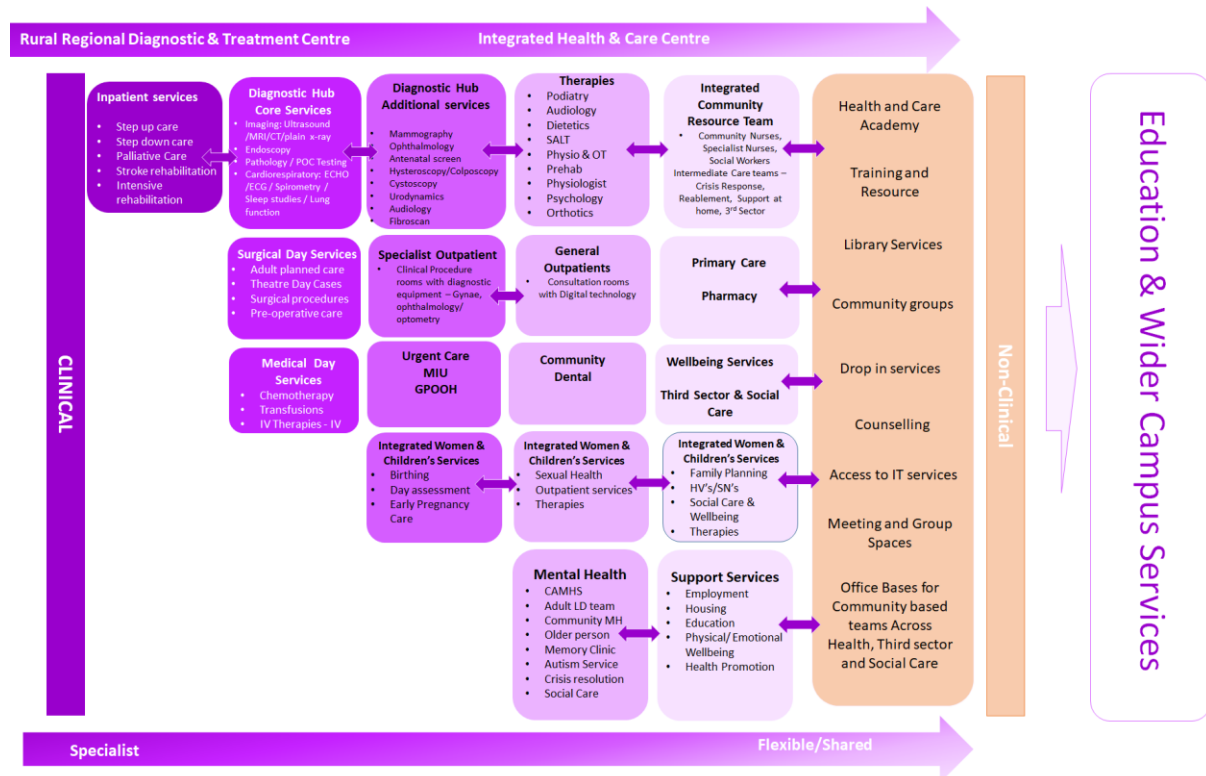 Rural Regional Diagnostic & Treatment Centre
Integrated Health & Care Centre
CLINICAL
Inpatient services
• Step up care
• Step down care
• Palliative Care
• Stroke rehabilitation
• Intensive
rehabilitation
Diagnostic Hub
Core Services
• Imaging: Ultrasound
/MRI/CT/plain x-ray
• Endoscopy
• Pathology / POC Testing
• Cardiorespiratory: ECHO
/ECG / Spirometry /
Sleep studies / Lung
function
Diagnostic Hub
Additional services
• Mammography
• Ophthalmology
• Antenatal screen
• Hysteroscopy/Colposcopy
• Cystoscopy
• Urodynamics
• Audiology
• Fibroscan
Therapies
• Podiatry
• Audiology
• Dietetics
• SALT
• Physio & OT
• Prehab
• Physiologist
• Psychology
• Orthotics
Integrated
Community
Resource Team
• Community Nurses,
Specialist Nurses,
Social Workers
Intermediate Care teams –
Crisis Response,
Reablement, Support at
home, 3rd Sector
Surgical Day Services
• Adult planned care
• Theatre Day Cases
• Surgical procedures
• Pre-operative care
Specialist Outpatient
• Clinical Procedure
rooms with diagnostic
equipment – Gynae,
ophthalmology/
optometry
General
Outpatients
• Consultation rooms
with Digital technology
Primary Care
Pharmacy
Medical Day
Services
• Chemotherapy
• Transfusions
• IV Therapies - IV
Urgent Care
MIU
GPOOH
Community
Dental
Wellbeing Services
Third Sector & Social
Care
Integrated Women &
Children's Services
• Birthing
• Day assessment
• Early Pregnancy
Care
Integrated Women &
Children's Services
• Sexual Health
• Outpatient services
• Therapies
Integrated Women &
Children's Services
• Family Planning
• HV's/SN's
• Social Care &
Wellbeing
• Therapies
Mental Health
• CAMHS
• Adult LD team
• Community MH
• Older person
• Memory Clinic
• Autism Service
• Crisis resolution
• Social Care
Support Services
• Employment
• Housing
• Education
• Physical/ Emotional
Wellbeing
• Health Promotion
Health and Care
Academy
Training and
Resource
Library Services
Community groups
Drop in services
Counselling
Access to IT services
Meeting and Group
Spaces
Office Bases for
Community based
teams Across
Health, Third sector
and Social Care
Non-Clinical
Education & Wider Campus Services
Specialist
Flexible/Shared